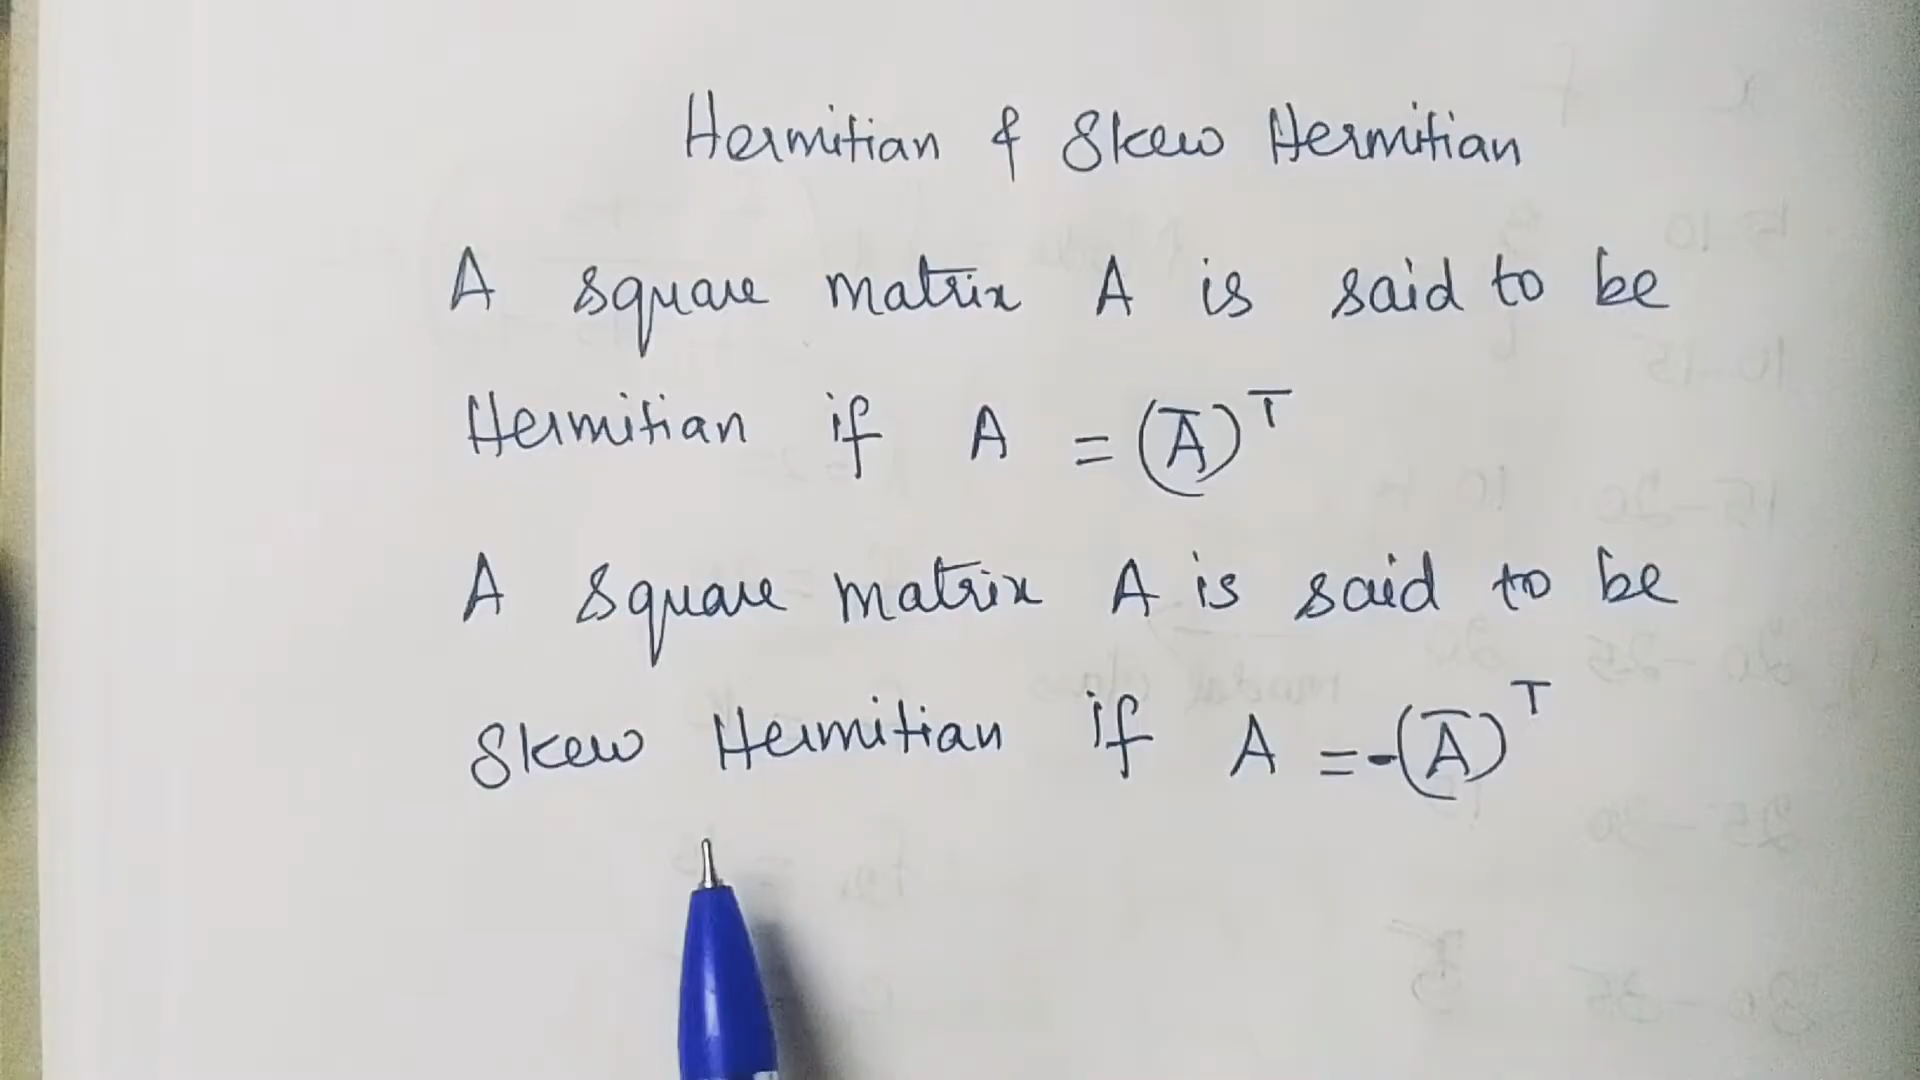 Hermitian & Skew Hermitian
A square matrix A is said to be
Hermitian if A = (A̅)ᵀ
A square matrix A is said to be
Skew Hermitian if A = -(A̅)ᵀ